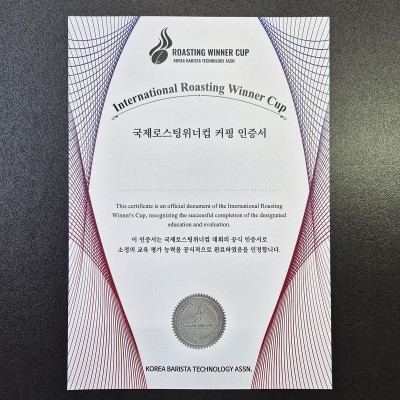 ROASTING WINNER CUP
KOREA BARISTA TECHNOLOGY ASSN.
International Roasting Winner Cup
국제로스팅위너컵 커핑 인증서
This certificate is an official document of the International Roasting
Winner's Cup, recognizing the successful completion of the designated
education and evaluation.
이 인증서는 국제로스팅위너컵 대회의 공식 인증서로
소정의 교육 평가 능력을 공식적으로 완료하였음을 인정합니다.
KOREA BARISTA TECHNOLOGY ASSN.